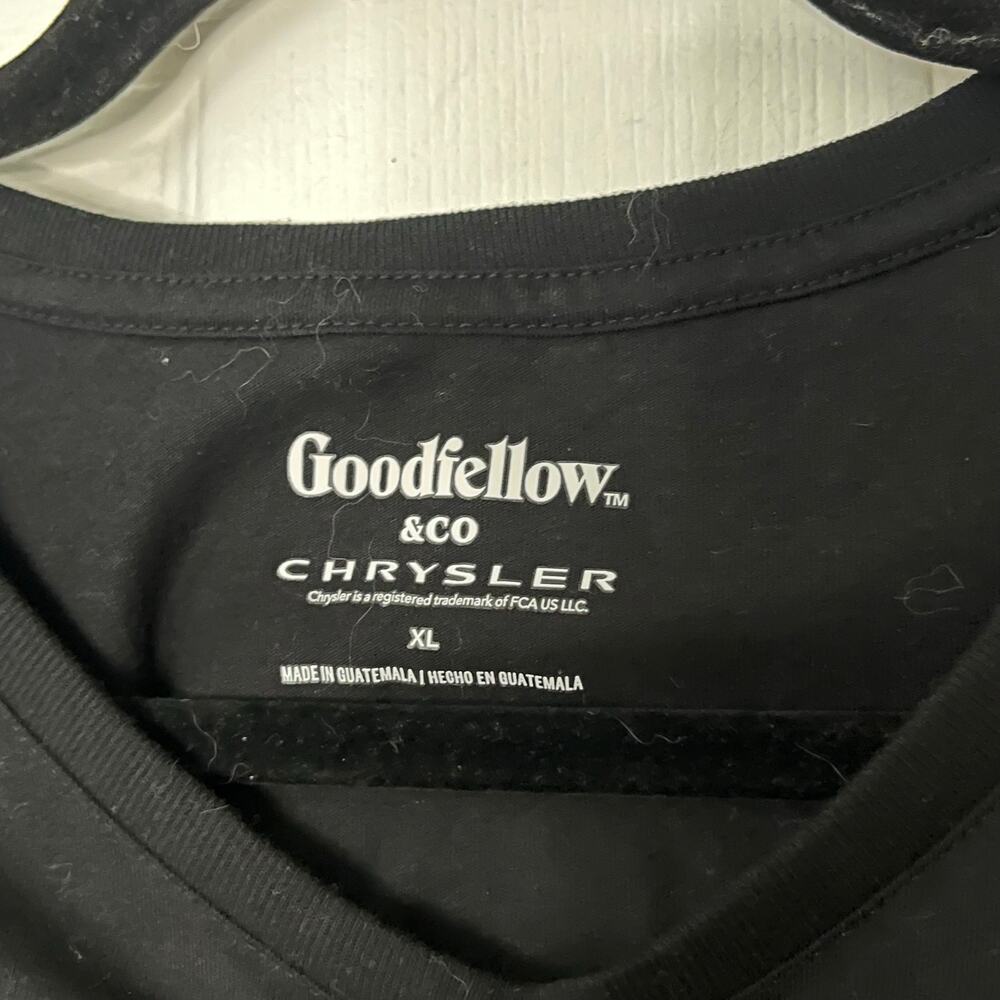 Goodfellow™
&CO
CHRYSLER
Chrysler is a registered trademark of FCA US LLC.
XL
MADE IN GUATEMALA | HECHO EN GUATEMALA